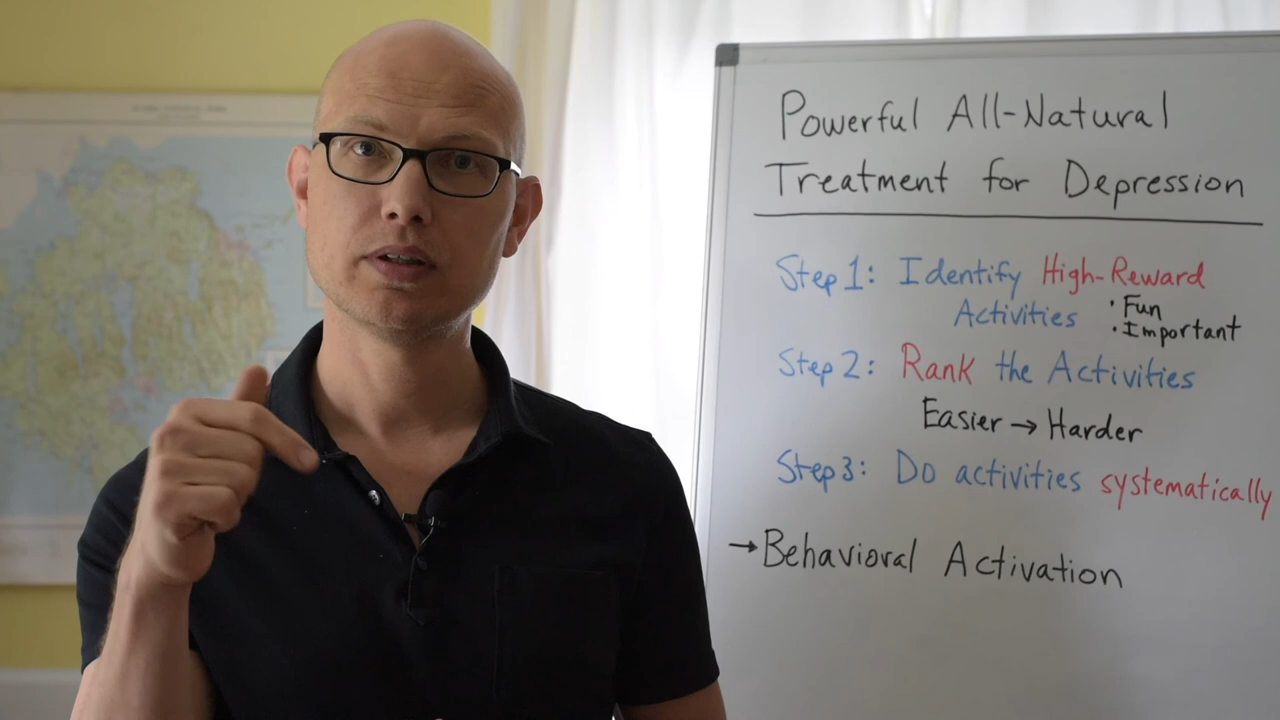 Powerful All-Natural
Treatment for Depression
Step 1: Identify High-Reward
Activities
• Fun
• Important
Step 2: Rank the Activities
Easier → Harder
Step 3: Do activities systematically
→ Behavioral Activation